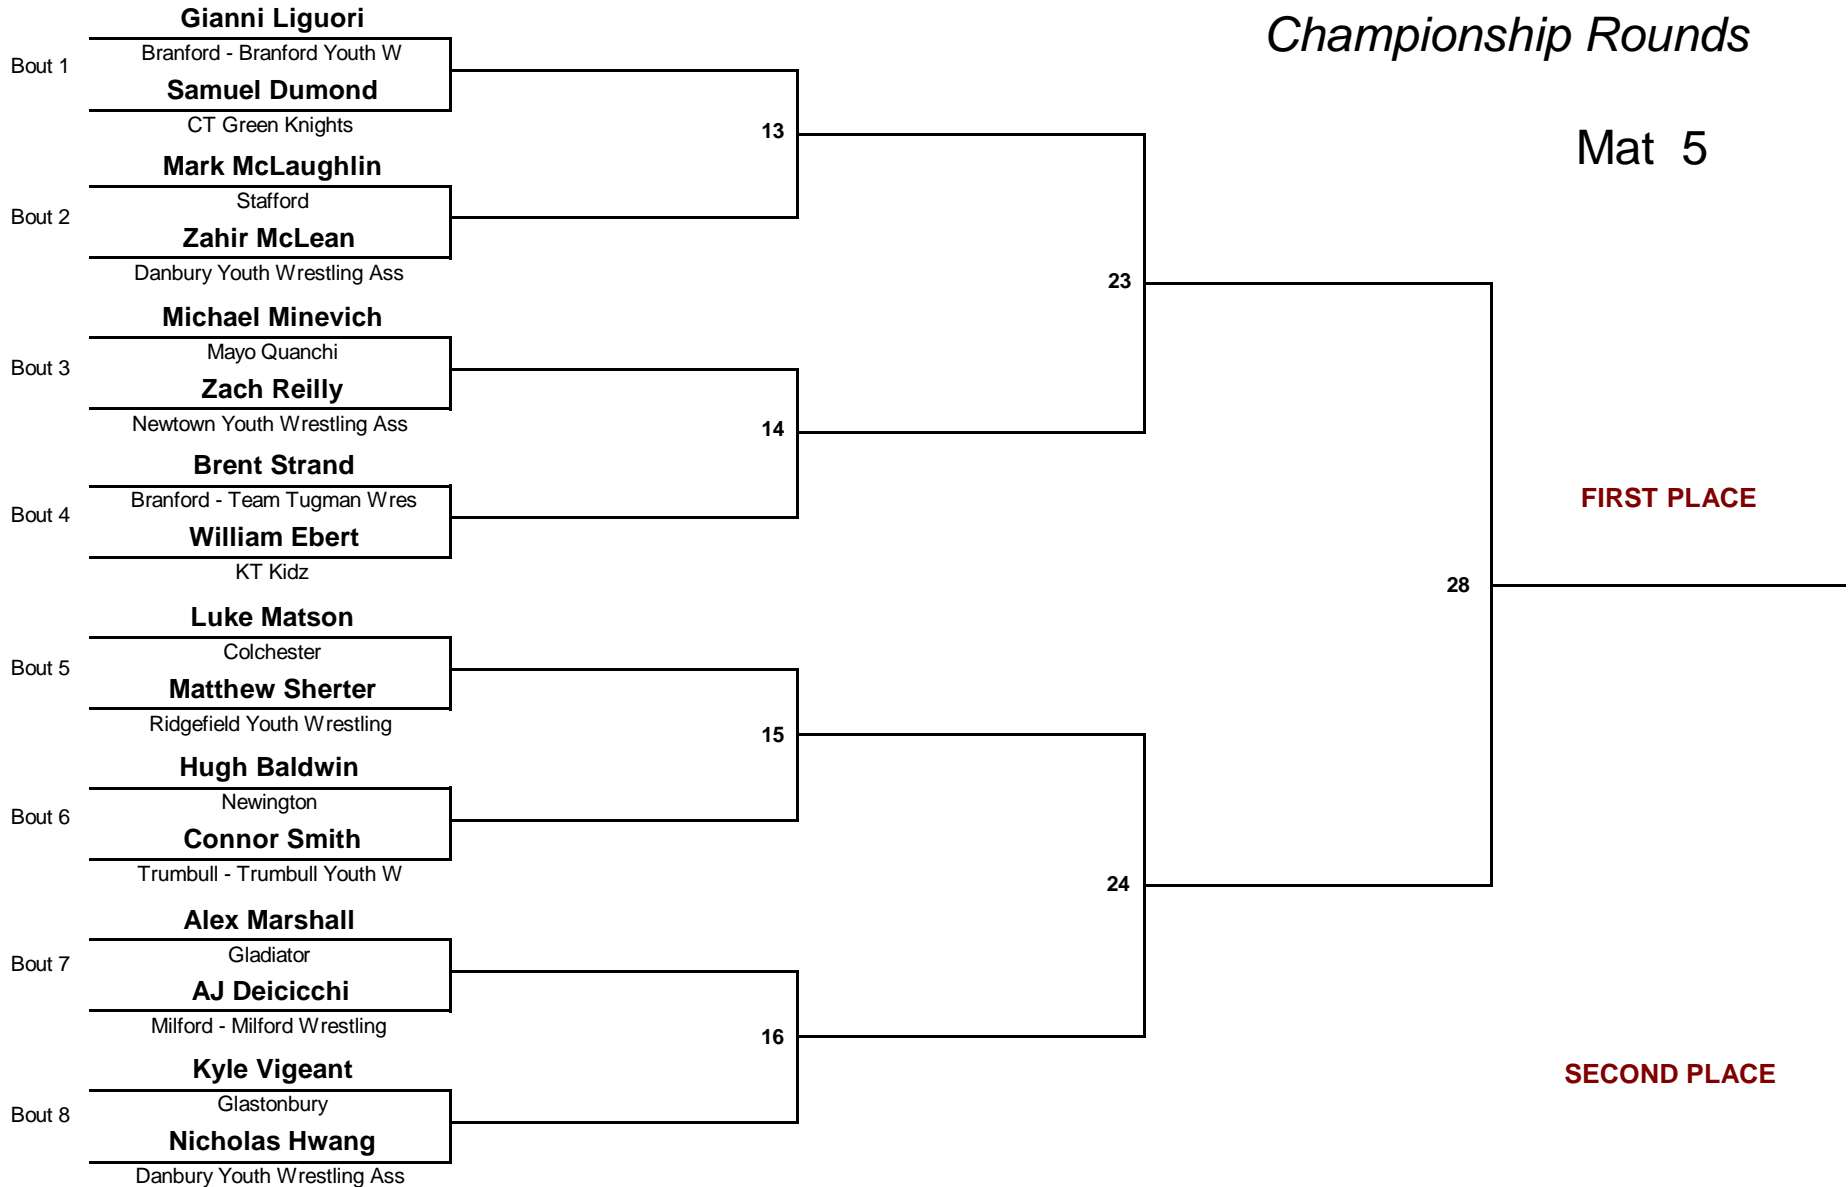 Championship Rounds
Mat 5
Gianni Liguori
Bout 1
Branford - Branford Youth W
Samuel Dumond
CT Green Knights
13
Mark McLaughlin
Bout 2
Stafford
Zahir McLean
Danbury Youth Wrestling Ass
23
Michael Minevich
Bout 3
Mayo Quanchi
Zach Reilly
Newtown Youth Wrestling Ass
14
Brent Strand
Bout 4
Branford - Team Tugman Wres
William Ebert
KT Kidz
FIRST PLACE
28
Luke Matson
Bout 5
Colchester
Matthew Sherter
Ridgefield Youth Wrestling
15
Hugh Baldwin
Bout 6
Newington
Connor Smith
Trumbull - Trumbull Youth W
24
Alex Marshall
Bout 7
Gladiator
AJ Deicicchi
Milford - Milford Wrestling
16
Kyle Vigeant
Bout 8
Glastonbury
Nicholas Hwang
Danbury Youth Wrestling Ass
SECOND PLACE